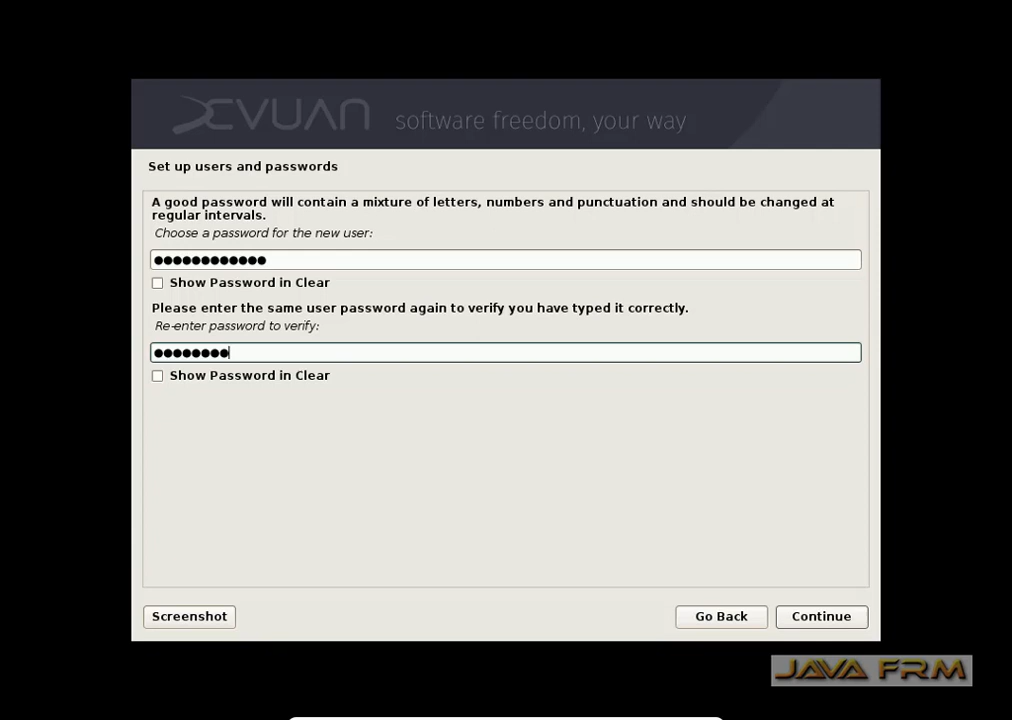 DEVUAN software freedom, your way
Set up users and passwords
A good password will contain a mixture of letters, numbers and punctuation and should be changed at
regular intervals.
Choose a password for the new user:
●●●●●●●●●●●●
Show Password in Clear
Please enter the same user password again to verify you have typed it correctly.
Re-enter password to verify:
●●●●●●●●
Show Password in Clear
Screenshot Go Back Continue
JAVA FRM